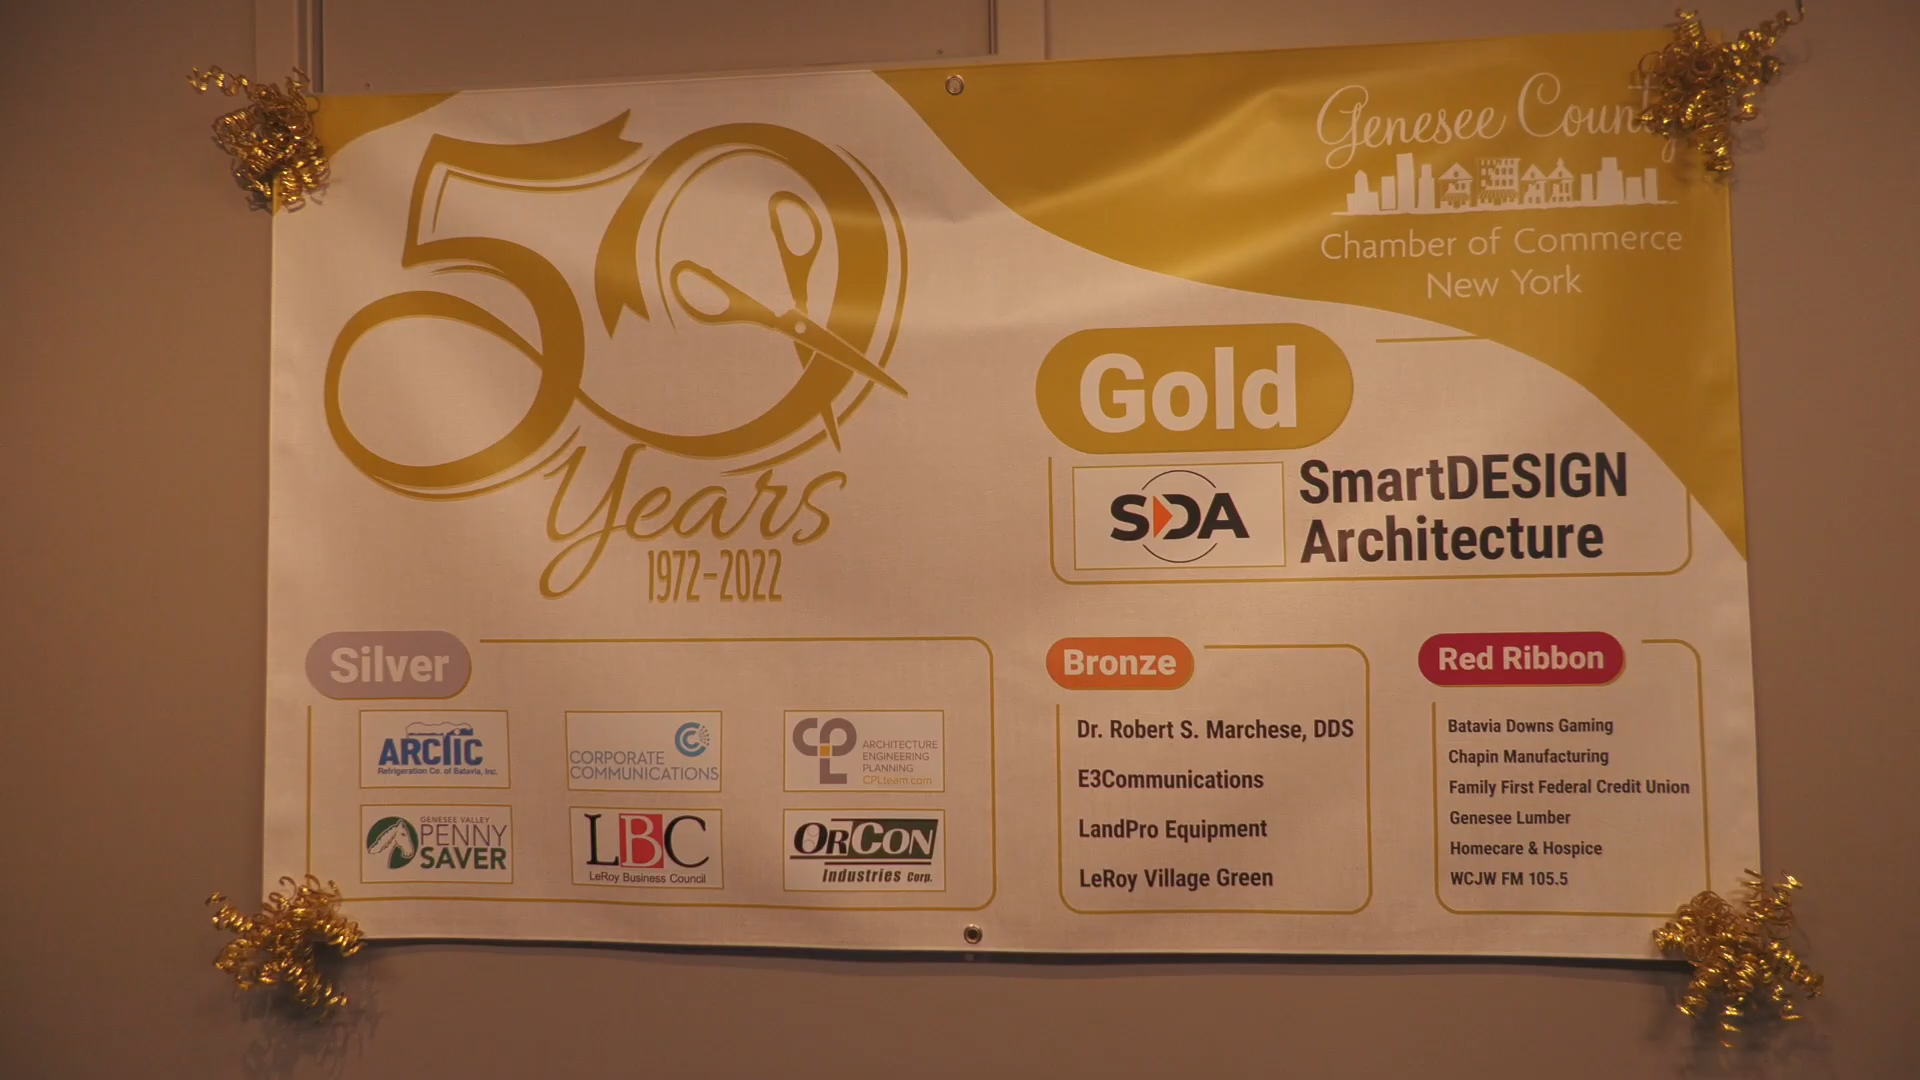 50
Years
1972-2022
Genesee County
Chamber of Commerce
New York
Gold
SDA
SmartDESIGN
Architecture
Silver
ARCTIC
Refrigeration Co. of Batavia, Inc.
CORPORATE
COMMUNICATIONS
CPL
ARCHITECTURE
ENGINEERING
PLANNING
CPLteam.com
GENESEE VALLEY
PENNY
SAVER
LBC
LeRoy Business Council
ORCON
Industries Corp.
Bronze
Dr. Robert S. Marchese, DDS
E3Communications
LandPro Equipment
LeRoy Village Green
Red Ribbon
Batavia Downs Gaming
Chapin Manufacturing
Family First Federal Credit Union
Genesee Lumber
Homecare & Hospice
WCJW FM 105.5